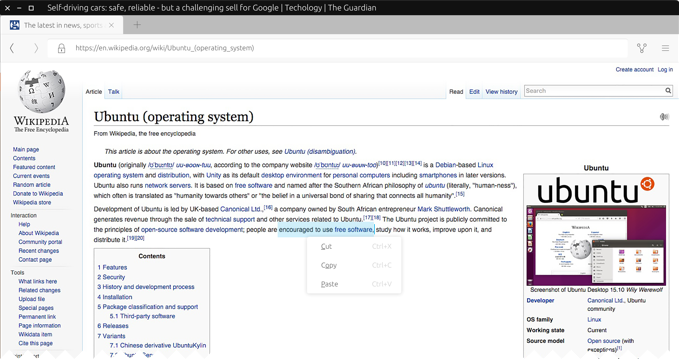 Self-driving cars: safe, reliable - but a challenging sell for Google | Techology | The Guardian
The latest in news, sports
https://en.wikipedia.org/wiki/Ubuntu_(operating_system)
Create account Log in
Article Talk Read Edit View history Search
WIKIPEDIA
The Free Encyclopedia
Main page
Contents
Featured content
Current events
Random article
Donate to Wikipedia
Wikipedia store
Interaction
Help
About Wikipedia
Community portal
Recent changes
Contact page
Tools
What links here
Related changes
Upload file
Special pages
Permanent link
Page information
Wikidata item
Cite this page
Ubuntu (operating system)
From Wikipedia, the free encyclopedia
This article is about the operating system. For other uses, see Ubuntu (disambiguation).
Ubuntu (originally uu-BOON-tuu, according to the company website uu-BOON-too)[10][11][12][13][14] is a Debian-based Linux
operating system and distribution, with Unity as its default desktop environment for personal computers including smartphones in later versions.
Ubuntu also runs network servers. It is based on free software and named after the Southern African philosophy of ubuntu (literally, "human-ness"),
which often is translated as "humanity towards others" or "the belief in a universal bond of sharing that connects all humanity".[15]
Development of Ubuntu is led by UK-based Canonical Ltd.,[16] a company owned by South African entrepreneur Mark Shuttleworth. Canonical
generates revenue through the sale of technical support and other services related to Ubuntu.[17][18] The Ubuntu project is publicly committed to
the principles of open-source software development; people are encouraged to use free software, study how it works, improve upon it, and
distribute it.[19][20]
Cut Ctrl+X
Copy Ctrl+C
Paste Ctrl+V
Contents
1 Features
2 Security
3 History and development process
4 Installation
5 Package classification and support
5.1 Third-party software
6 Releases
7 Variants
7.1 Chinese derivative UbuntuKylin
Ubuntu
ubuntu
Screenshot of Ubuntu Desktop 15.10 Wily Werewolf
Developer Canonical Ltd., Ubuntu
community
OS family Linux
Working state Current
Source model Open source (with
exceptions)[1]